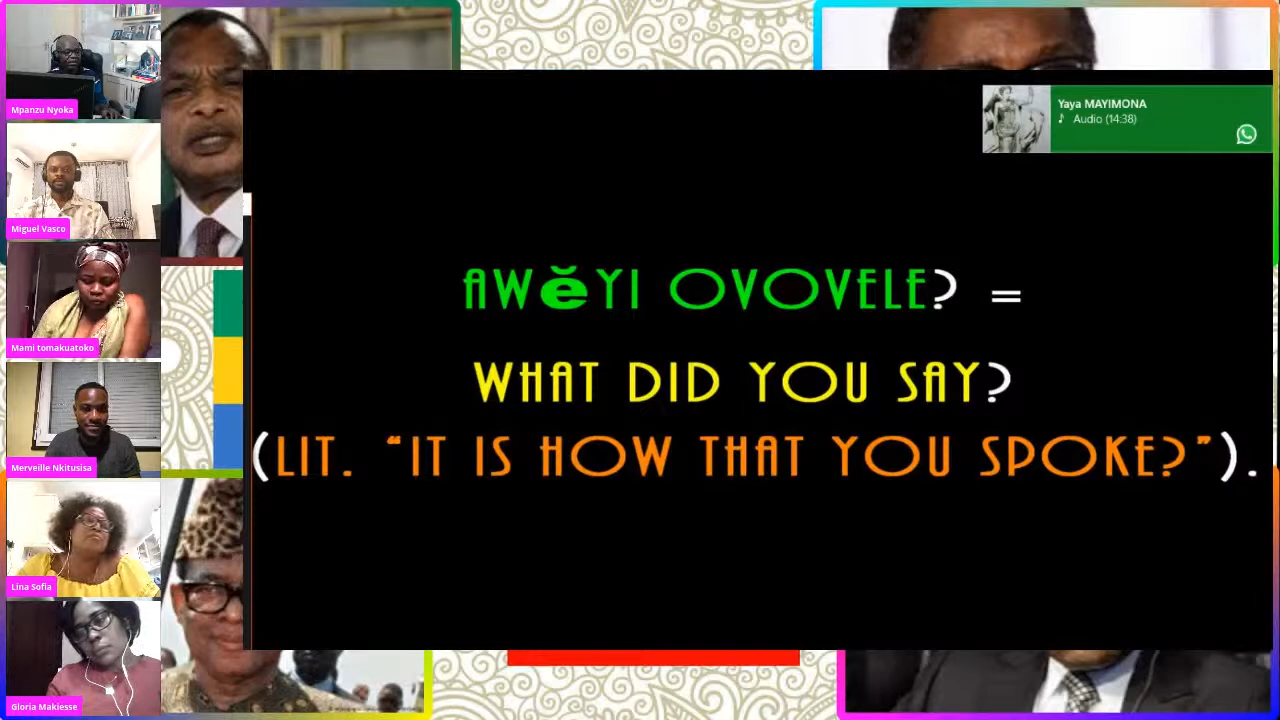 Mpanzu Nyoka
Miguel Vasco
Mami tomakuatoko
Merveille Nkitusisa
Lina Sofia
Gloria Makiesse
Yaya MAYIMONA
♪ Audio (14:38)
AWĕYI OVOVELE? =
WHAT DID YOU SAY?
(LIT. “IT IS HOW THAT YOU SPOKE?”).